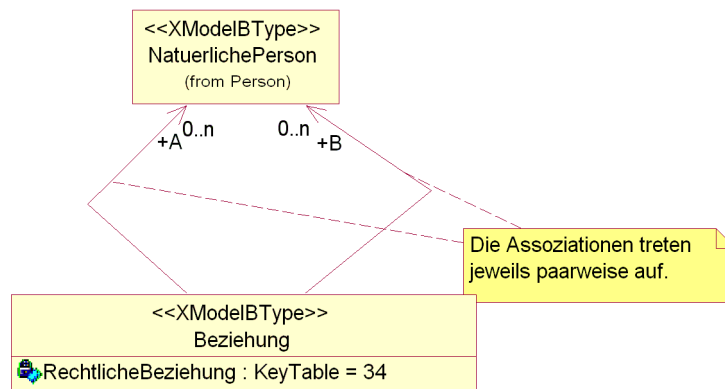 <<XModelBType>>
NatuerlichePerson
(from Person)
0..n
0..n
+A
+B
Die Assoziationen treten
jeweils paarweise auf.
<<XModelBType>>
Beziehung
RechtlicheBeziehung : KeyTable = 34